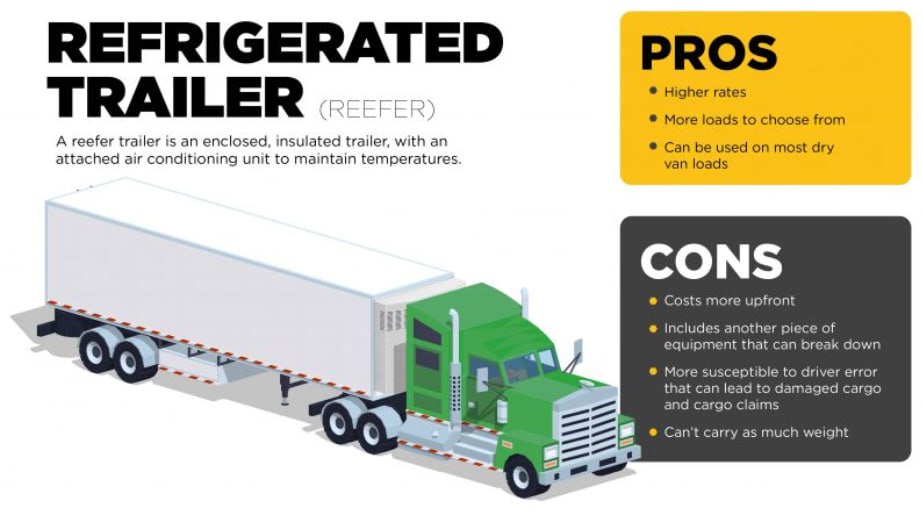 REFRIGERATED
TRAILER (REEFER)
A reefer trailer is an enclosed, insulated trailer, with an
attached air conditioning unit to maintain temperatures.
PROS
• Higher rates
• More loads to choose from
• Can be used on most dry
van loads
CONS
• Costs more upfront
• Includes another piece of
equipment that can break down
• More susceptible to driver error
that can lead to damaged cargo
and cargo claims
• Can't carry as much weight